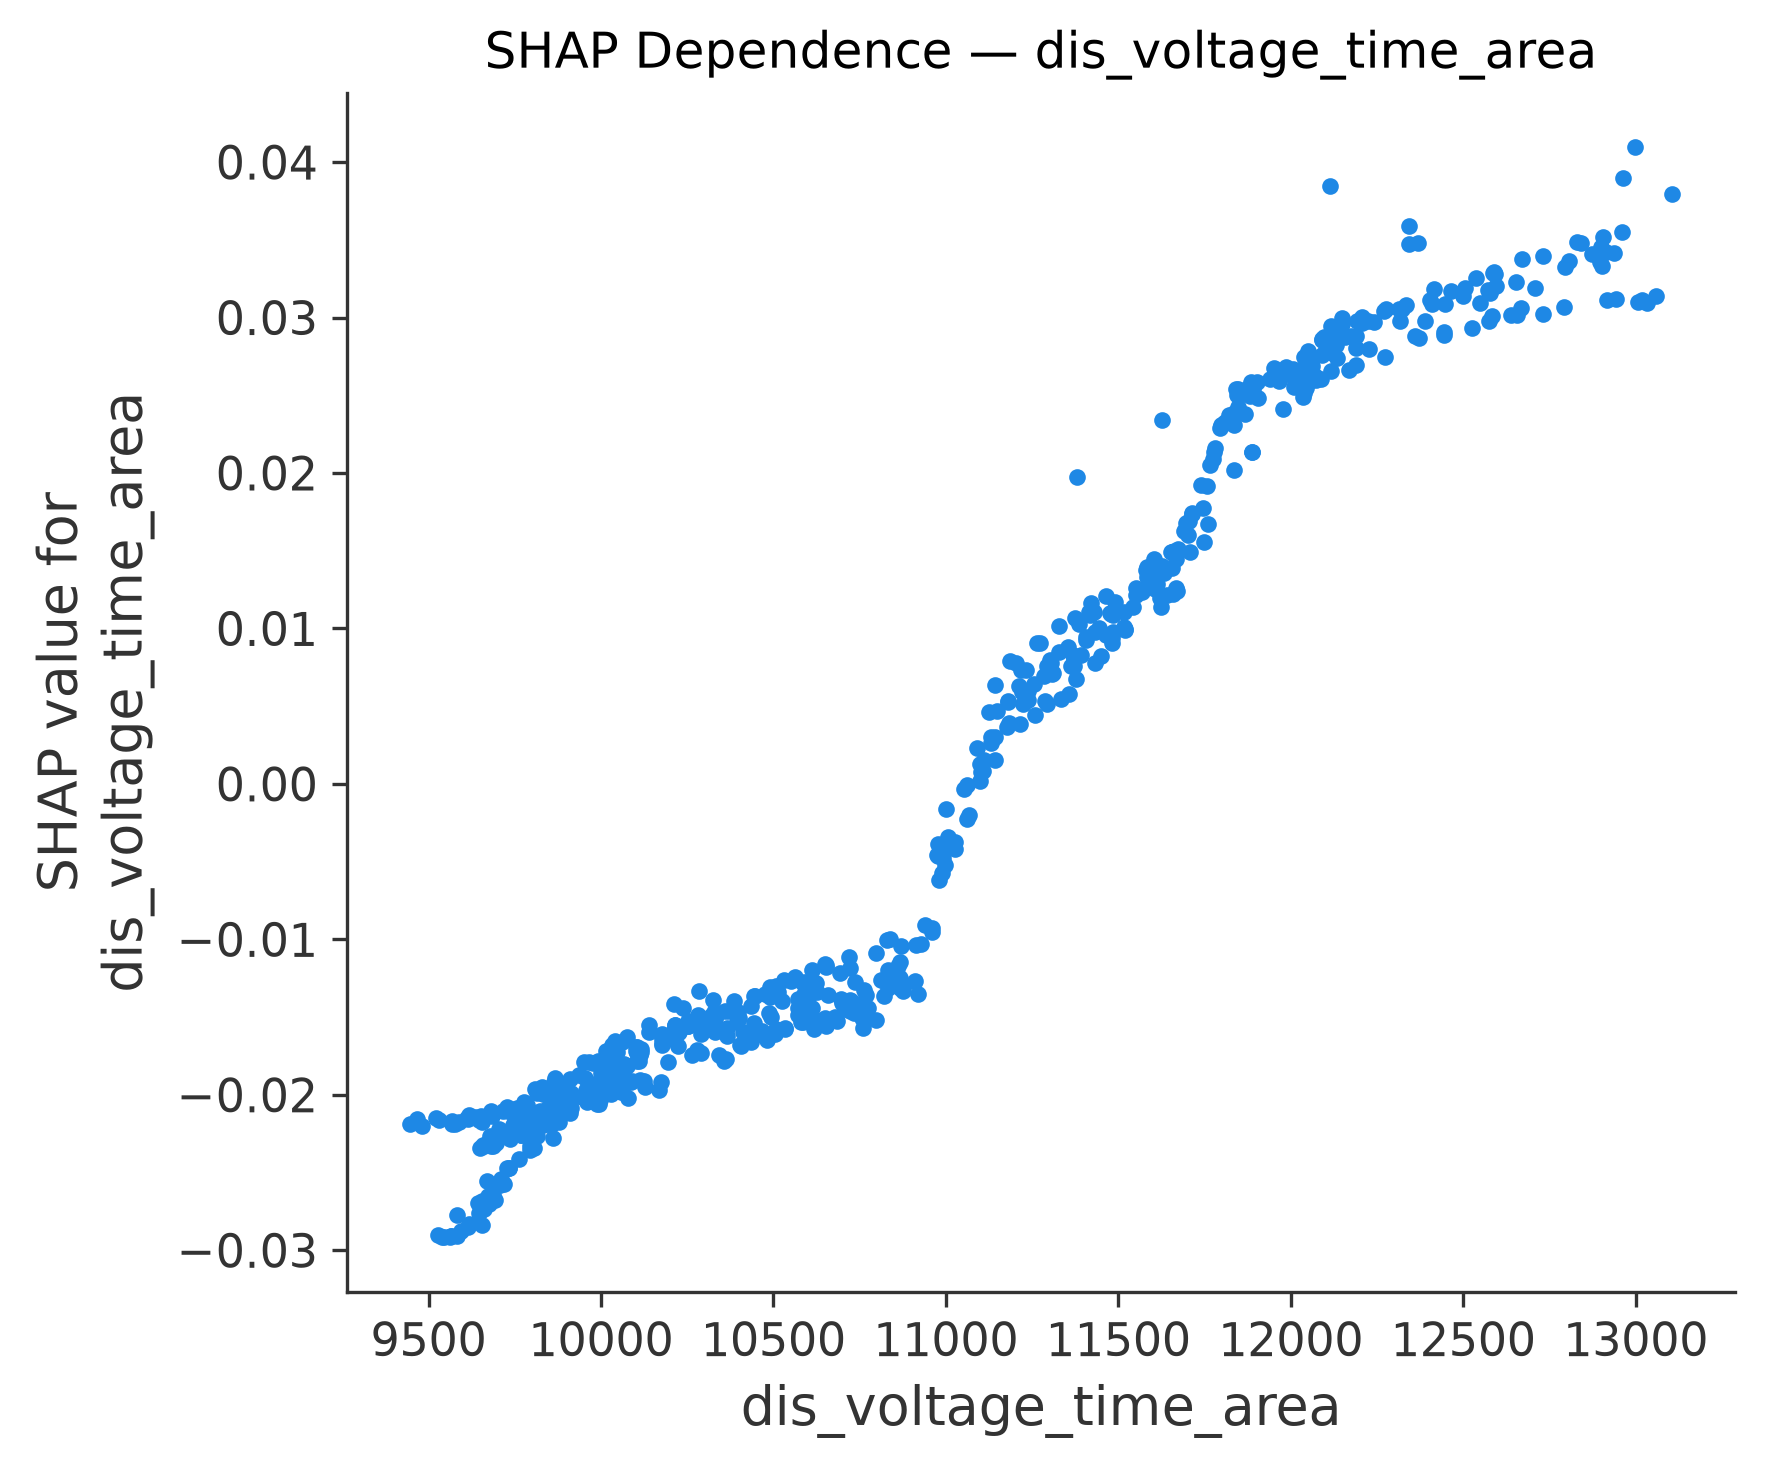 SHAP Dependence — dis_voltage_time_area
SHAP value for
dis_voltage_time_area
0.04
0.03
0.02
0.01
0.00
−0.01
−0.02
−0.03
9500 10000 10500 11000 11500 12000 12500 13000
dis_voltage_time_area